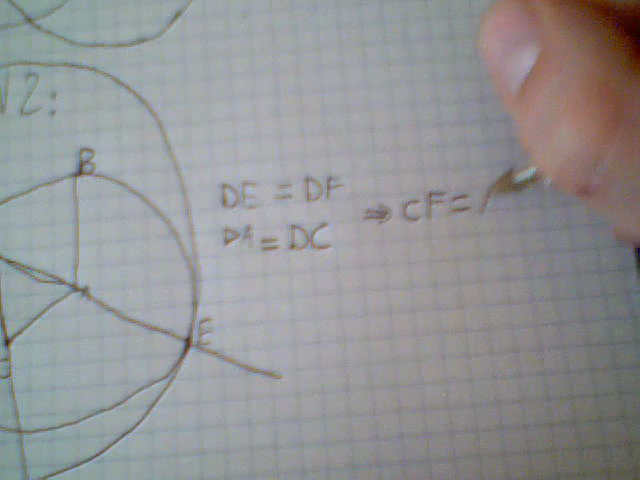 N2:
B
DE = DF
DA = DC
⇒ CF =
A
E
C